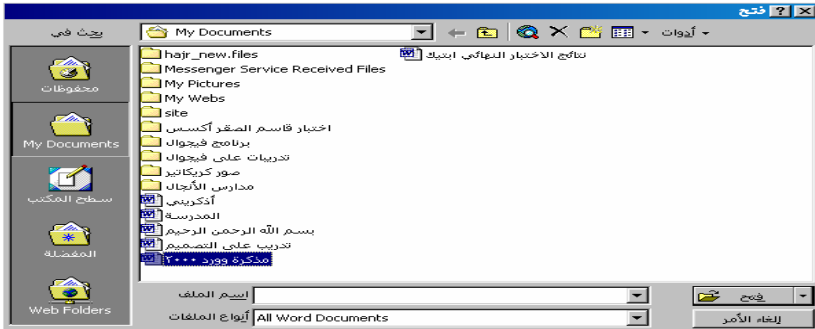 فتح
بحث في
My Documents
أدوات
محفوظات
My Documents
سطح المكتب
المفضلة
Web Folders
hajr_new.files
Messenger Service Received Files
My Pictures
My Webs
site
اختبار قاسم الصقر أكسس
برنامج فيجوال
تدريبات على فيجوال
صور كريكاتير
مدارس الأنجال
أذكريني
المدرسة
بسم الله الرحمن الرحيم
تدريب على التصميم
مذكرة وورد ٢٠٠٠
نتائج الاختبار النهائي ابتيك
اسم الملف
فتح
أنواع الملفات
All Word Documents
إلغاء الأمر